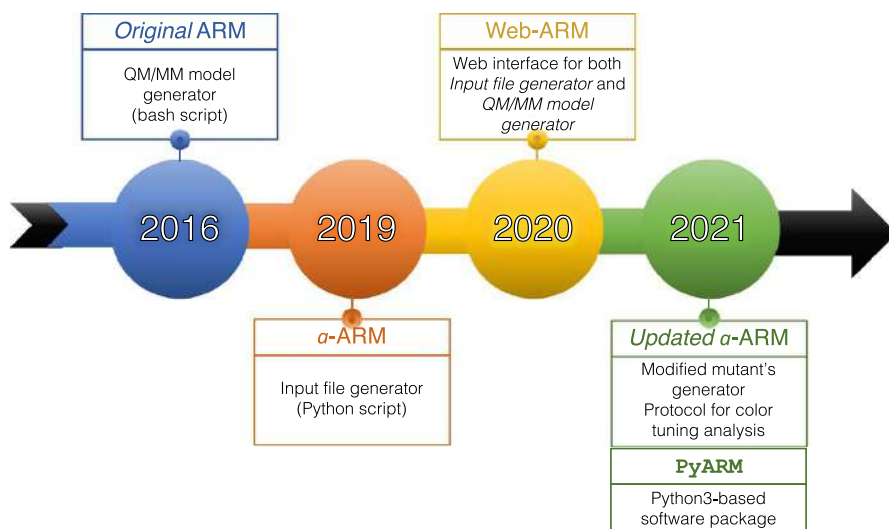 Original ARM
QM/MM model
generator
(bash script)
Web-ARM
Web interface for both
Input file generator and
QM/MM model
generator
2016
2019
2020
2021
a-ARM
Input file generator
(Python script)
Updated a-ARM
Modified mutant's
generator
Protocol for color
tuning analysis
PyARM
Python3-based
software package